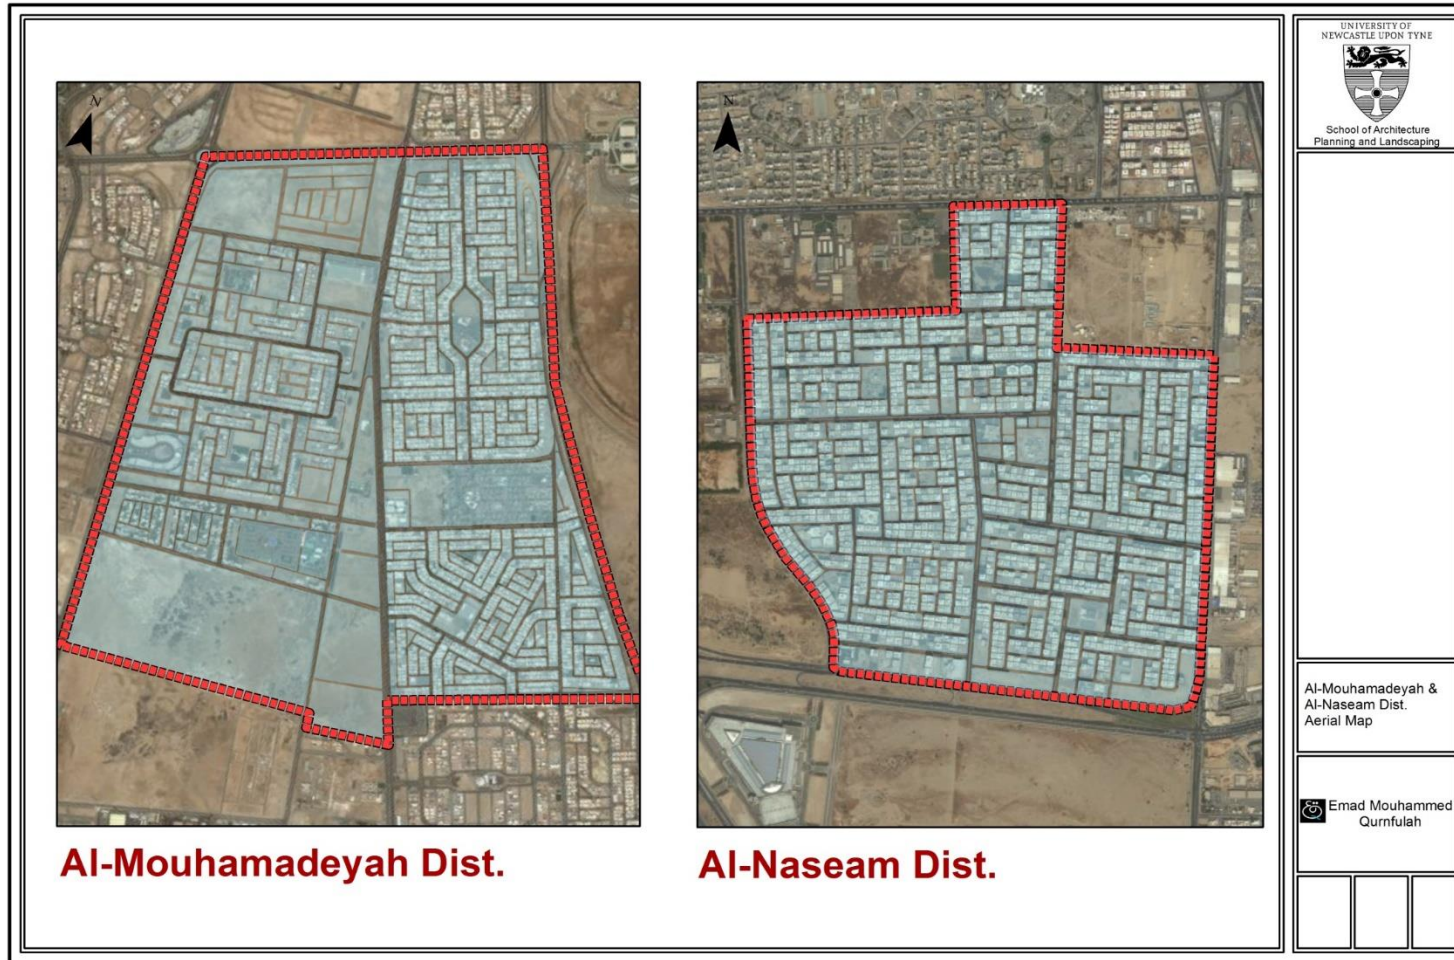 N
N
Al-Mouhamadeyah Dist.
Al-Naseam Dist.
UNIVERSITY OF
NEWCASTLE UPON TYNE
School of Architecture
Planning and Landscaping
Al-Mouhamadeyah &
Al-Naseam Dist.
Aerial Map
Emad Mouhammed
Qurnfulah